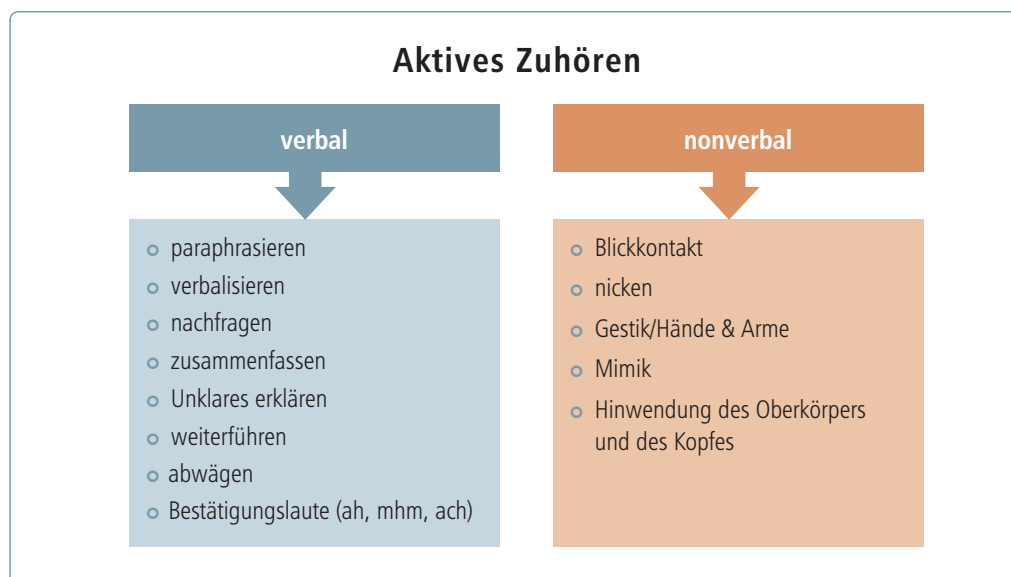 Aktives Zuhören
verbal
paraphrasieren
verbalisieren
nachfragen
zusammenfassen
Unklares erklären
weiterführen
abwägen
Bestätigungslaute (ah, mhm, ach)
nonverbal
Blickkontakt
nicken
Gestik/Hände & Arme
Mimik
Hinwendung des Oberkörpers
und des Kopfes